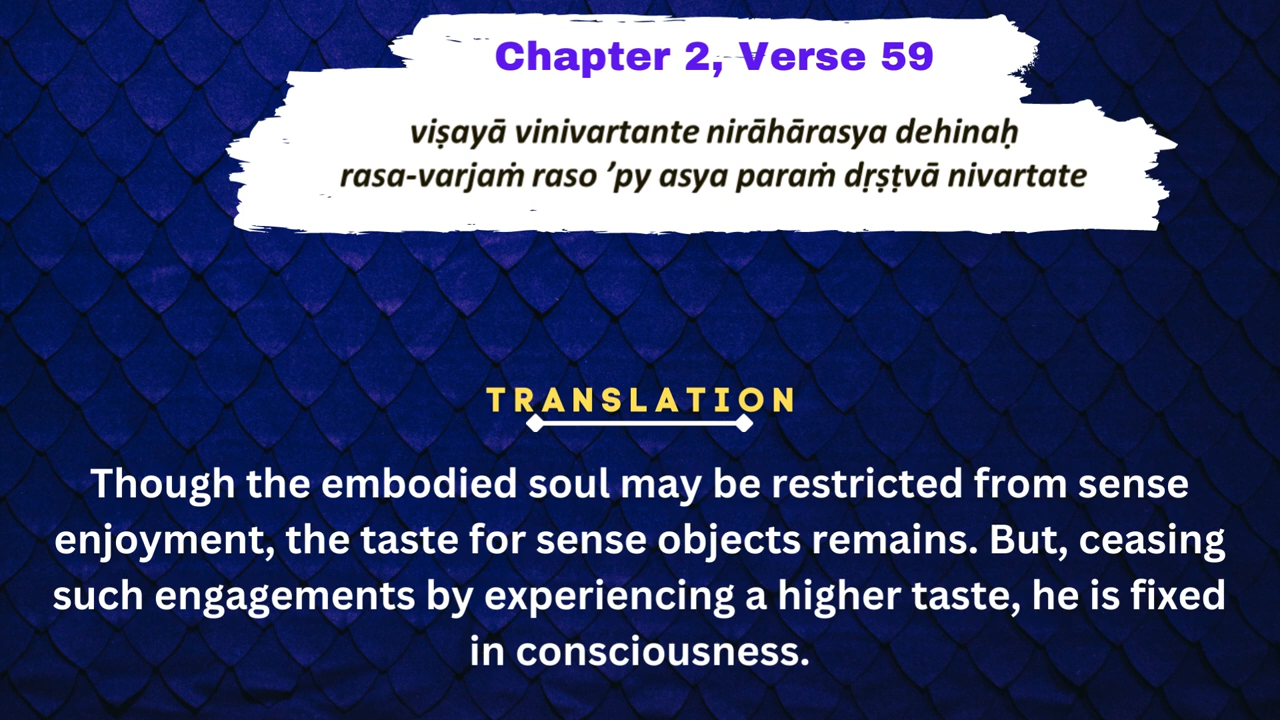 Chapter 2, Verse 59
viṣayā vinivartante nirāhārasya dehinaḥ
rasa-varjaṁ raso ’py asya paraṁ dṛṣṭvā nivartate
TRANSLATION
Though the embodied soul may be restricted from sense
enjoyment, the taste for sense objects remains. But, ceasing
such engagements by experiencing a higher taste, he is fixed
in consciousness.